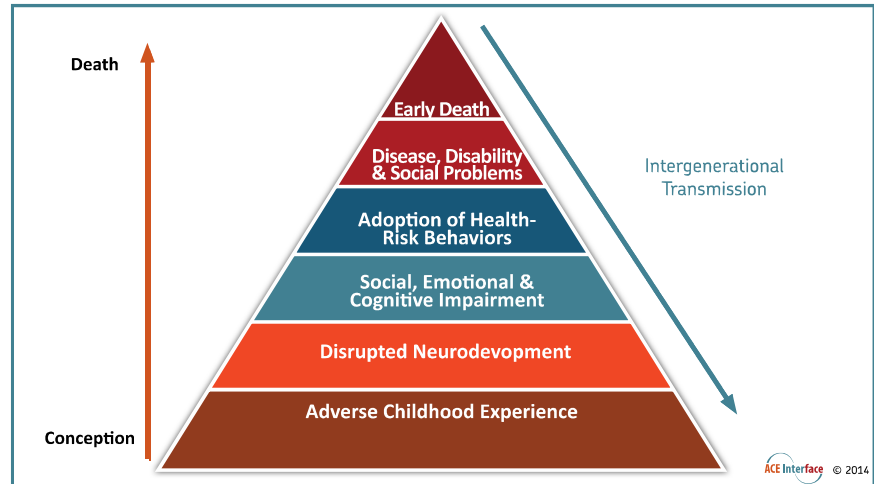 Death
Early Death
Disease, Disability
& Social Problems
Intergenerational
Transmission
Adoption of Health-
Risk Behaviors
Social, Emotional &
Cognitive Impairment
Disrupted Neurodevopment
Adverse Childhood Experience
Conception
ACE Interface © 2014